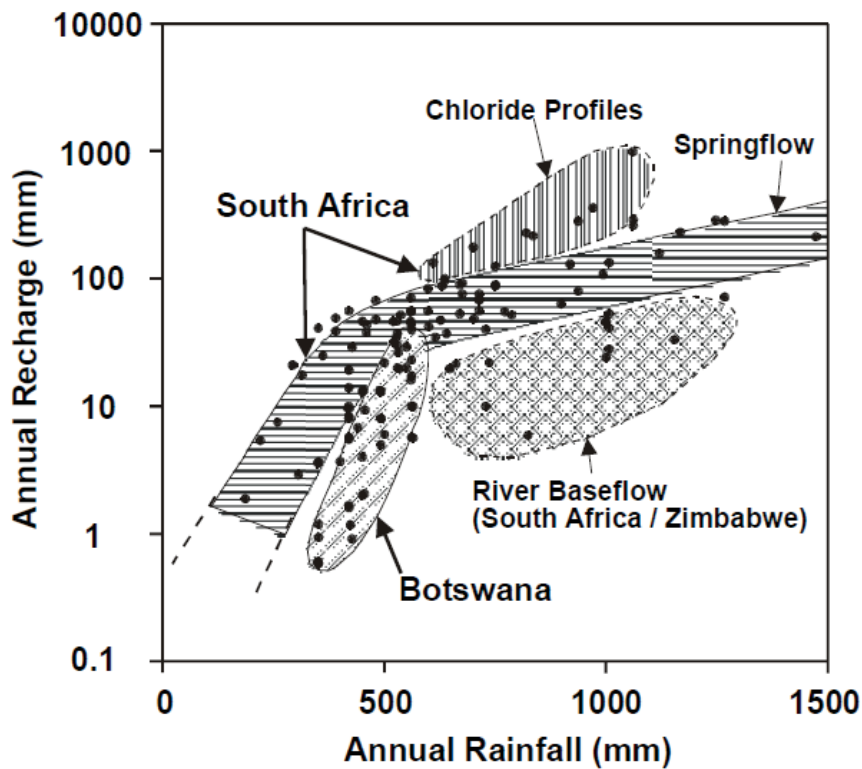 10000
1000
100
10
1
0.1
Annual Recharge (mm)
Chloride Profiles
Springflow
South Africa
River Baseflow
(South Africa / Zimbabwe)
Botswana
0
500
1000
1500
Annual Rainfall (mm)